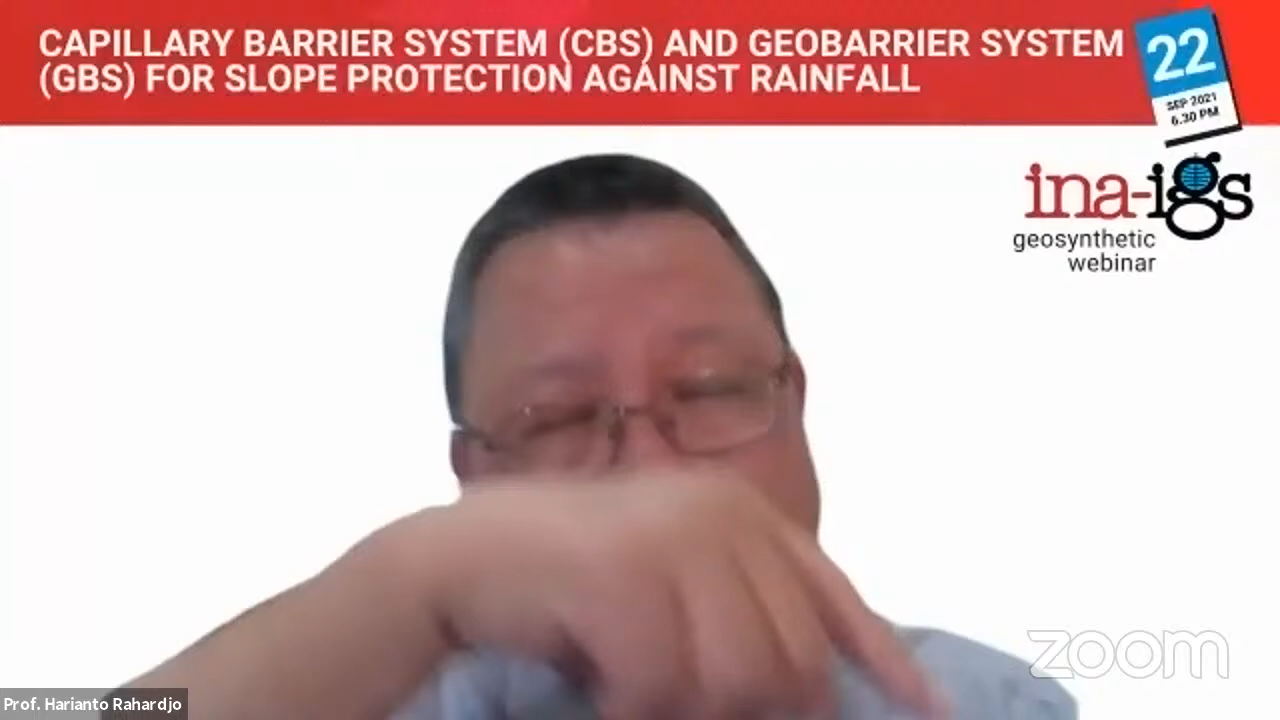 CAPILLARY BARRIER SYSTEM (CBS) AND GEOBARRIER SYSTEM
(GBS) FOR SLOPE PROTECTION AGAINST RAINFALL
22
SEP 2021
6.30 PM
ina-igs
geosynthetic
webinar
zoom
Prof. Harianto Rahardjo